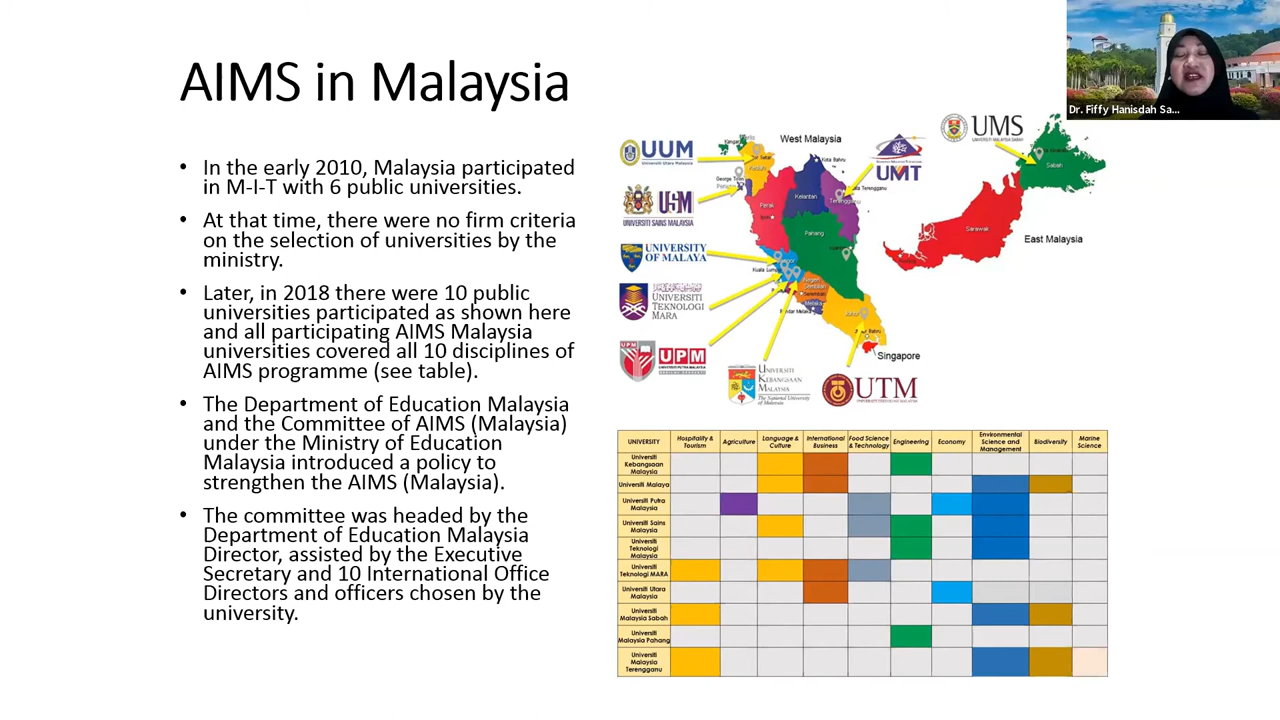 AIMS in Malaysia
• In the early 2010, Malaysia participated
in M-I-T with 6 public universities.
• At that time, there were no firm criteria
on the selection of universities by the
ministry.
• Later, in 2018 there were 10 public
universities participated as shown here
and all participating AIMS Malaysia
universities covered all 10 disciplines of
AIMS programme (see table).
• The Department of Education Malaysia
and the Committee of AIMS (Malaysia)
under the Ministry of Education
Malaysia introduced a policy to
strengthen the AIMS (Malaysia).
• The committee was headed by the
Department of Education Malaysia
Director, assisted by the Executive
Secretary and 10 International Office
Directors and officers chosen by the
university.
Dr. Fiffy Hanisdah Sa...
West Malaysia
UUM
Universiti Utara Malaysia
USM
UNIVERSITI SAINS MALAYSIA
UNIVERSITY
OF MALAYA
UNIVERSITI
TEKNOLOGI
MARA
UPM
UNIVERSITI PUTRA MALAYSIA
UNIVERSITI
KEBANGSAAN
MALAYSIA
The National University
of Malaysia
UTM
UNIVERSITI TEKNOLOGI MALAYSIA
UMT
UMS
UNIVERSITI MALAYSIA SABAH
Kota Bahru
Kelantan
Perak
Pahang
Kedah
Sabah
Sarawak
East Malaysia
Singapore
UNIVERSITY
Hospitality &
Tourism
Agriculture
Language &
Culture
International
Business
Food Science
& Technology
Engineering
Economy
Environmental
Science and
Management
Biodiversity
Marine
Science
Universiti
Kebangsaan
Malaysia
Universiti Malaya
Universiti Putra
Malaysia
Universiti Sains
Malaysia
Universiti
Teknologi
Malaysia
Universiti
Teknologi MARA
Universiti Utara
Malaysia
Universiti
Malaysia Sabah
Universiti
Malaysia Pahang
Universiti
Malaysia
Terengganu